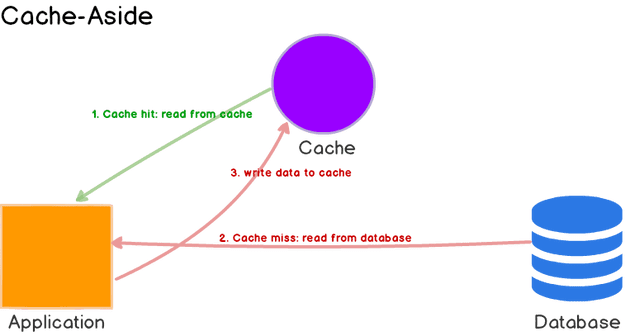 Cache-Aside
1. Cache hit: read from cache
Cache
3. write data to cache
2. Cache miss: read from database
Application
Database